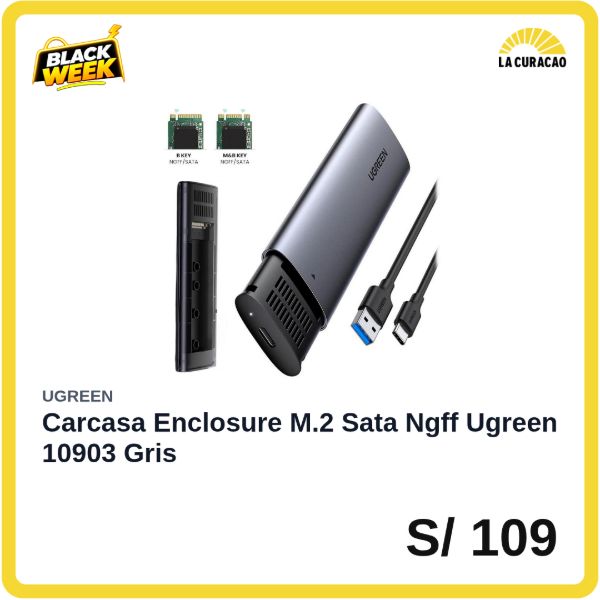 BLACK
WEEK
LA CURACAO
B KEY
NGFF/SATA
M&B KEY
NGFF/SATA
UGREEN
UGREEN
Carcasa Enclosure M.2 Sata Ngff Ugreen
10903 Gris
S/ 109